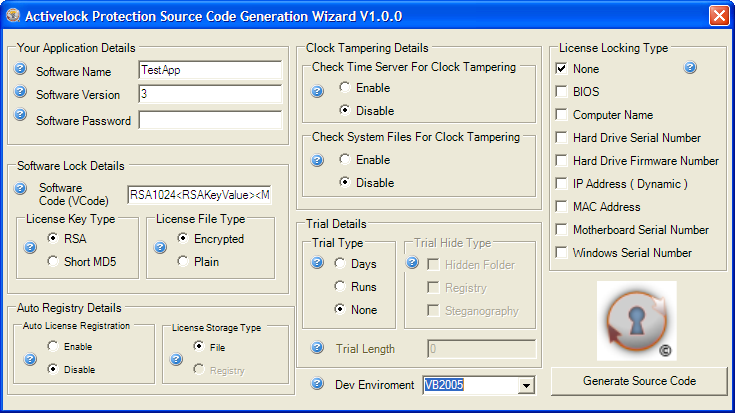 Activelock Protection Source Code Generation Wizard V1.0.0
Your Application Details
Software Name TestApp
Software Version 3
Software Password
Software Lock Details
Software
Code (VCode) RSA1024<RSAKeyValue><M
License Key Type
RSA
Short MD5
License File Type
Encrypted
Plain
Auto Registry Details
Auto License Registration
Enable
Disable
License Storage Type
File
Registry
Clock Tampering Details
Check Time Server For Clock Tampering
Enable
Disable
Check System Files For Clock Tampering
Enable
Disable
Trial Details
Trial Type
Days
Runs
None
Trial Hide Type
Hidden Folder
Registry
Steganography
Trial Length 0
Dev Enviroment VB2005
License Locking Type
None
BIOS
Computer Name
Hard Drive Serial Number
Hard Drive Firmware Number
IP Address ( Dynamic )
MAC Address
Motherboard Serial Number
Windows Serial Number
©
Generate Source Code